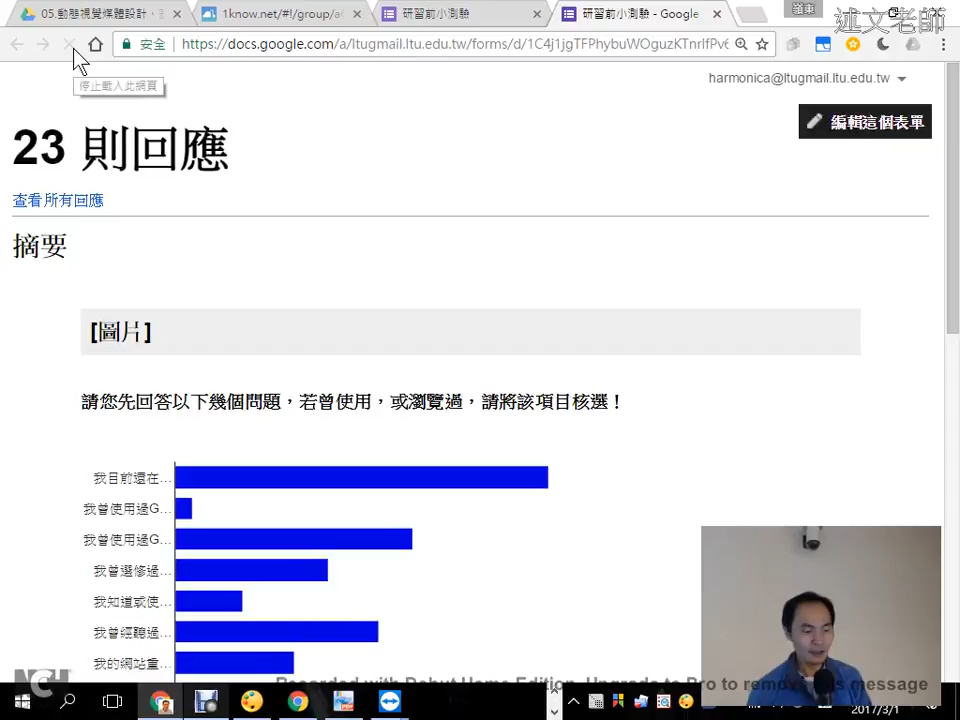 05.動態視覺媒體設計．
1know.net/#!/group/a
研習前小測驗
研習前小測驗 - Google
述文老師
安全
https://docs.google.com/a/ltugmail.ltu.edu.tw/forms/d/1C4j1jgTFPhybuWOguzKTnrIfPv
停止載入此網頁
harmonica@ltugmail.ltu.edu.tw
編輯這個表單
23 則回應
查看所有回應
摘要
[圖片]
請您先回答以下幾個問題，若曾使用，或瀏覽過，請將該項目核選！
我目前還在...
我曾使用過G...
我曾使用過G...
我曾選修過...
我知道或使...
我曾經聽過...
我的網站童...
NCH
Recorded with Debut Home Edition. Upgrade to Pro to remove this message
2017/3/1